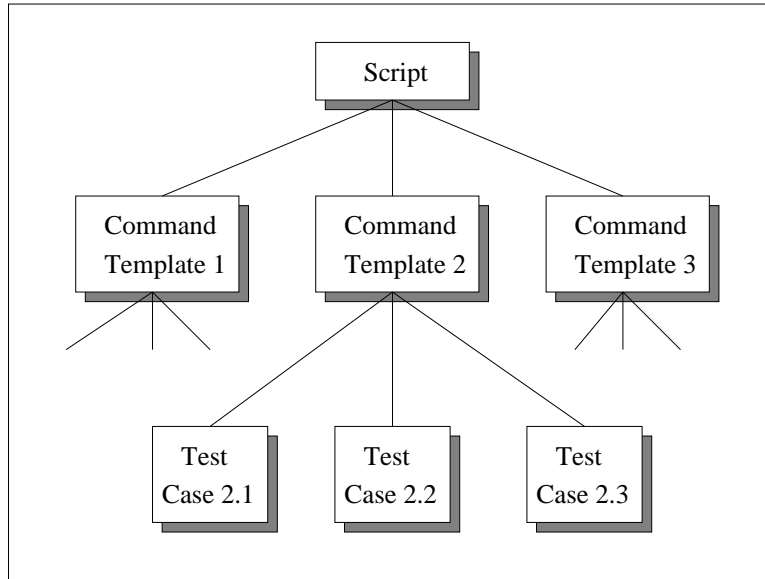 Script
Command
Template 1
Command
Template 2
Command
Template 3
Test
Case 2.1
Test
Case 2.2
Test
Case 2.3